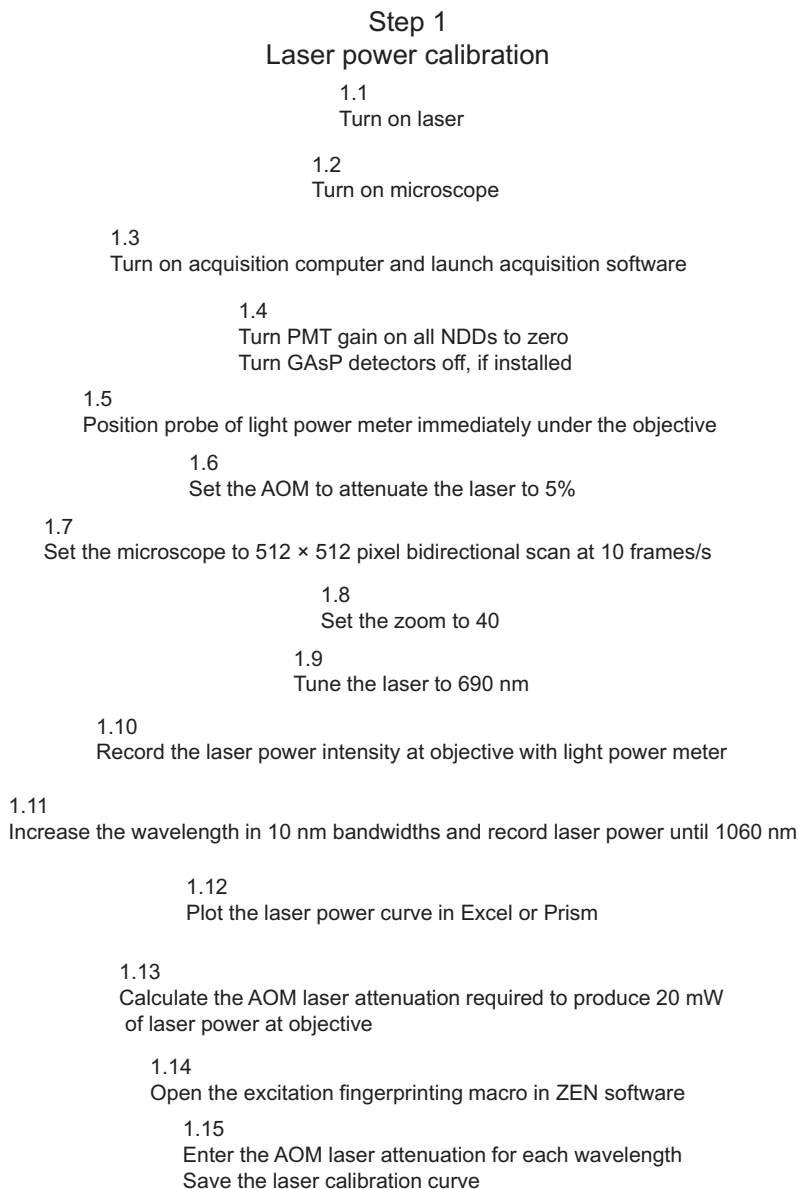 Step 1
Laser power calibration
1.1
Turn on laser
1.2
Turn on microscope
1.3
Turn on acquisition computer and launch acquisition software
1.4
Turn PMT gain on all NDDs to zero
Turn GAsP detectors off, if installed
1.5
Position probe of light power meter immediately under the objective
1.6
Set the AOM to attenuate the laser to 5%
1.7
Set the microscope to 512 × 512 pixel bidirectional scan at 10 frames/s
1.8
Set the zoom to 40
1.9
Tune the laser to 690 nm
1.10
Record the laser power intensity at objective with light power meter
1.11
Increase the wavelength in 10 nm bandwidths and record laser power until 1060 nm
1.12
Plot the laser power curve in Excel or Prism
1.13
Calculate the AOM laser attenuation required to produce 20 mW
of laser power at objective
1.14
Open the excitation fingerprinting macro in ZEN software
1.15
Enter the AOM laser attenuation for each wavelength
Save the laser calibration curve